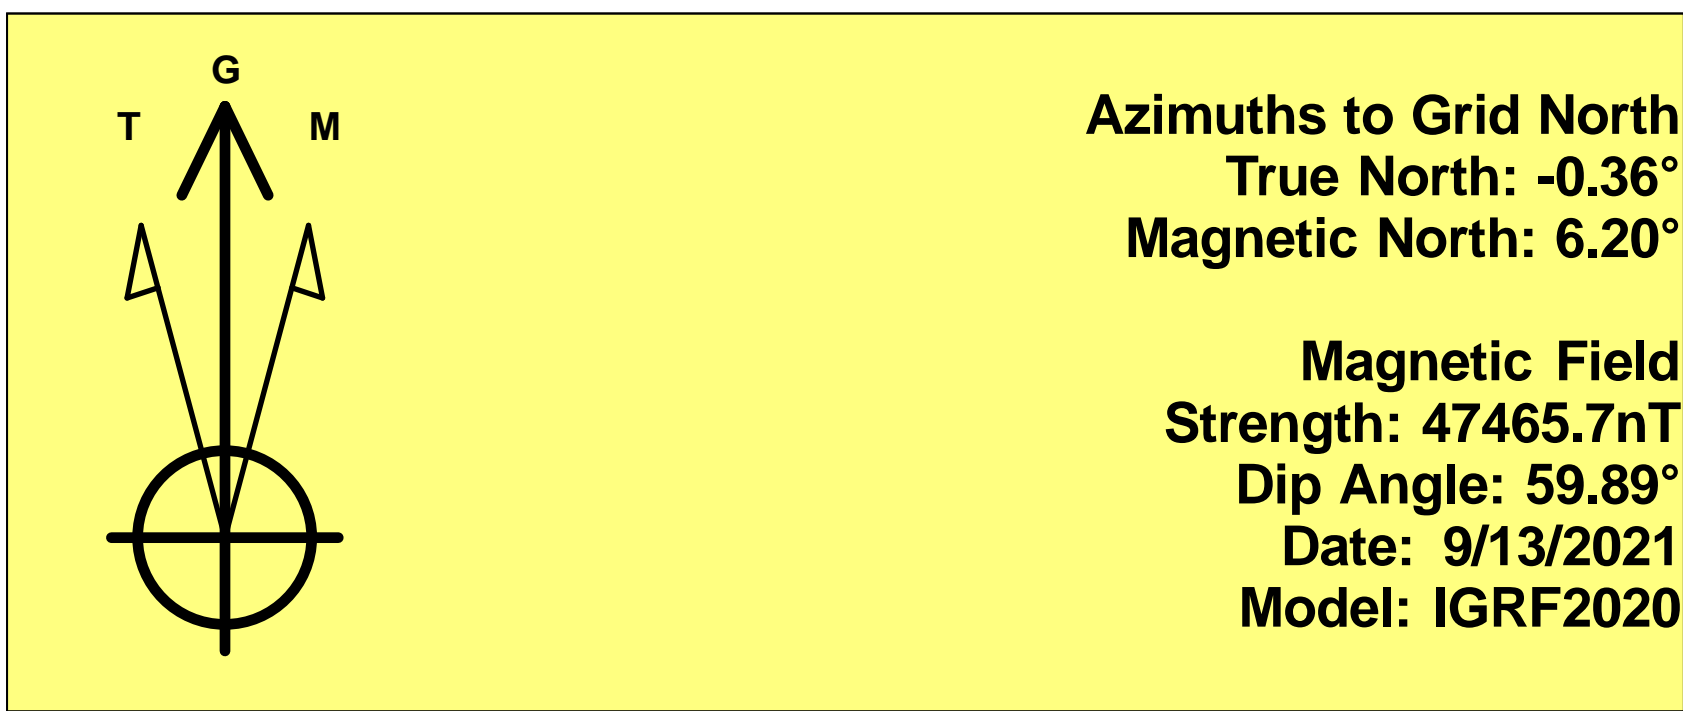 G
T M
Azimuths to Grid North
True North: -0.36°
Magnetic North: 6.20°
Magnetic Field
Strength: 47465.7nT
Dip Angle: 59.89°
Date: 9/13/2021
Model: IGRF2020